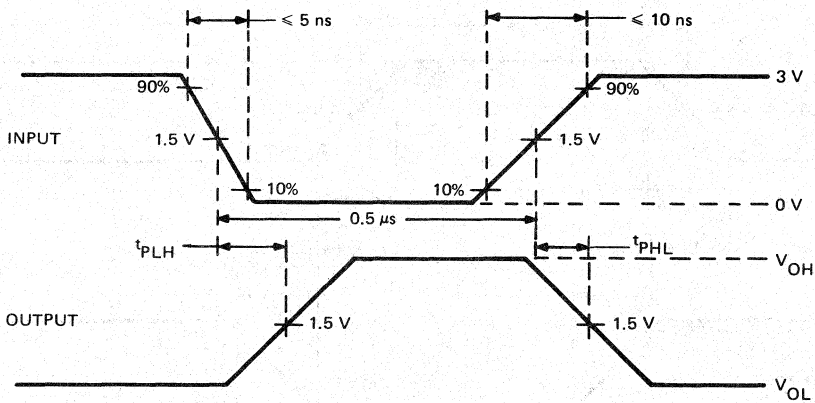 ≤ 5 ns
≤ 10 ns
3 V
90%
90%
INPUT
1.5 V
1.5 V
10%
10%
0 V
0.5 μs
tPLH
tPHL
VOH
OUTPUT
1.5 V
1.5 V
VOL